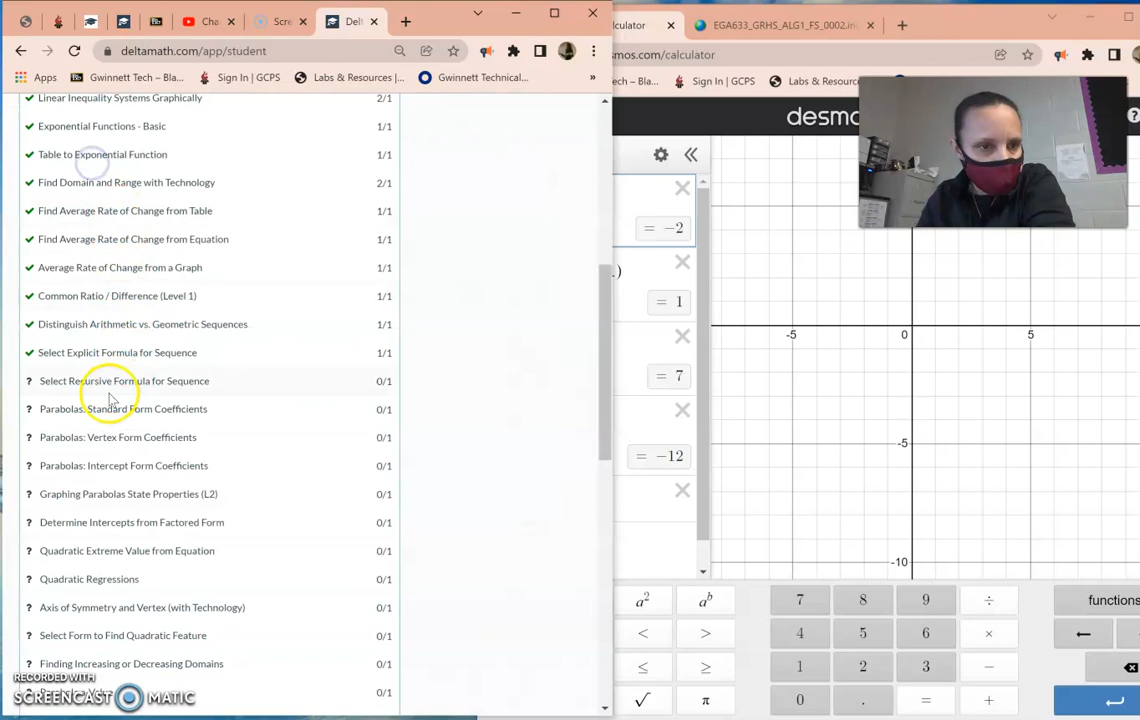 Cha
Scre
Delt
deltamath.com/app/student
Apps
Bb
Gwinnett Tech – Bla...
Sign In | GCPS
Labs & Resources |...
Gwinnett Technical...
»
Linear Inequality Systems Graphically 2/1
Exponential Functions - Basic 1/1
Table to Exponential Function 1/1
Find Domain and Range with Technology 2/1
Find Average Rate of Change from Table 1/1
Find Average Rate of Change from Equation 1/1
Average Rate of Change from a Graph 1/1
Common Ratio / Difference (Level 1) 1/1
Distinguish Arithmetic vs. Geometric Sequences 1/1
Select Explicit Formula for Sequence 1/1
? Select Recursive Formula for Sequence 0/1
? Parabolas: Standard Form Coefficients 0/1
? Parabolas: Vertex Form Coefficients 0/1
? Parabolas: Intercept Form Coefficients 0/1
? Graphing Parabolas State Properties (L2) 0/1
? Determine Intercepts from Factored Form 0/1
? Quadratic Extreme Value from Equation 0/1
? Quadratic Regressions 0/1
? Axis of Symmetry and Vertex (with Technology) 0/1
? Select Form to Find Quadratic Feature 0/1
? Finding Increasing or Decreasing Domains 0/1
0/1
RECORDED WITH
SCREENCAST MATIC
lculator
EGA633_GRHS_ALG1_FS_0002.in
smos.com/calculator
Tech – Bla...
Sign In | GCPS
Labs & Resource
desmo
= −2
.)
= 1
= 7
= −12
-5 0 5
-5
-10
a² aᵇ 7 8 9 ÷ functions
< > 4 5 6 ×
≤ ≥ 1 2 3 −
√ π 0 . = +